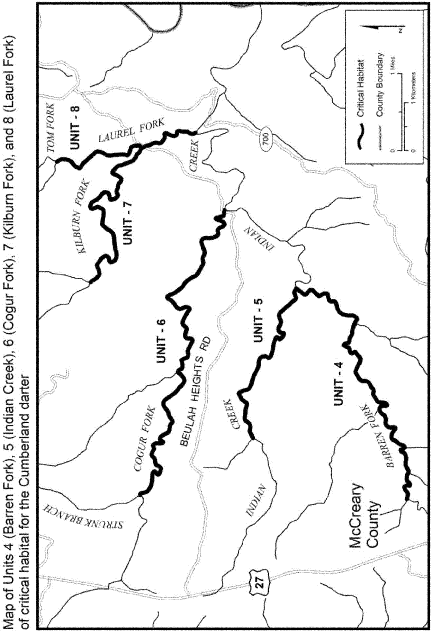 Map of Units 4 (Barren Fork), 5 (Indian Creek), 6 (Cogur Fork), 7 (Kilburn Fork), and 8 (Laurel Fork)
of critical habitat for the Cumberland darter
TOM FORK
UNIT - 8
LAUREL FORK
KILBURN FORK
UNIT - 7
CREEK
700
INDIAN
UNIT - 6
COGUR FORK
BEULAH HEIGHTS RD
STRUNK BRANCH
UNIT - 5
CREEK
INDIAN
27
UNIT - 4
BARREN FORK
McCreary
County
N
Critical Habitat
County Boundary
0 1 Miles
0 1 Kilometers